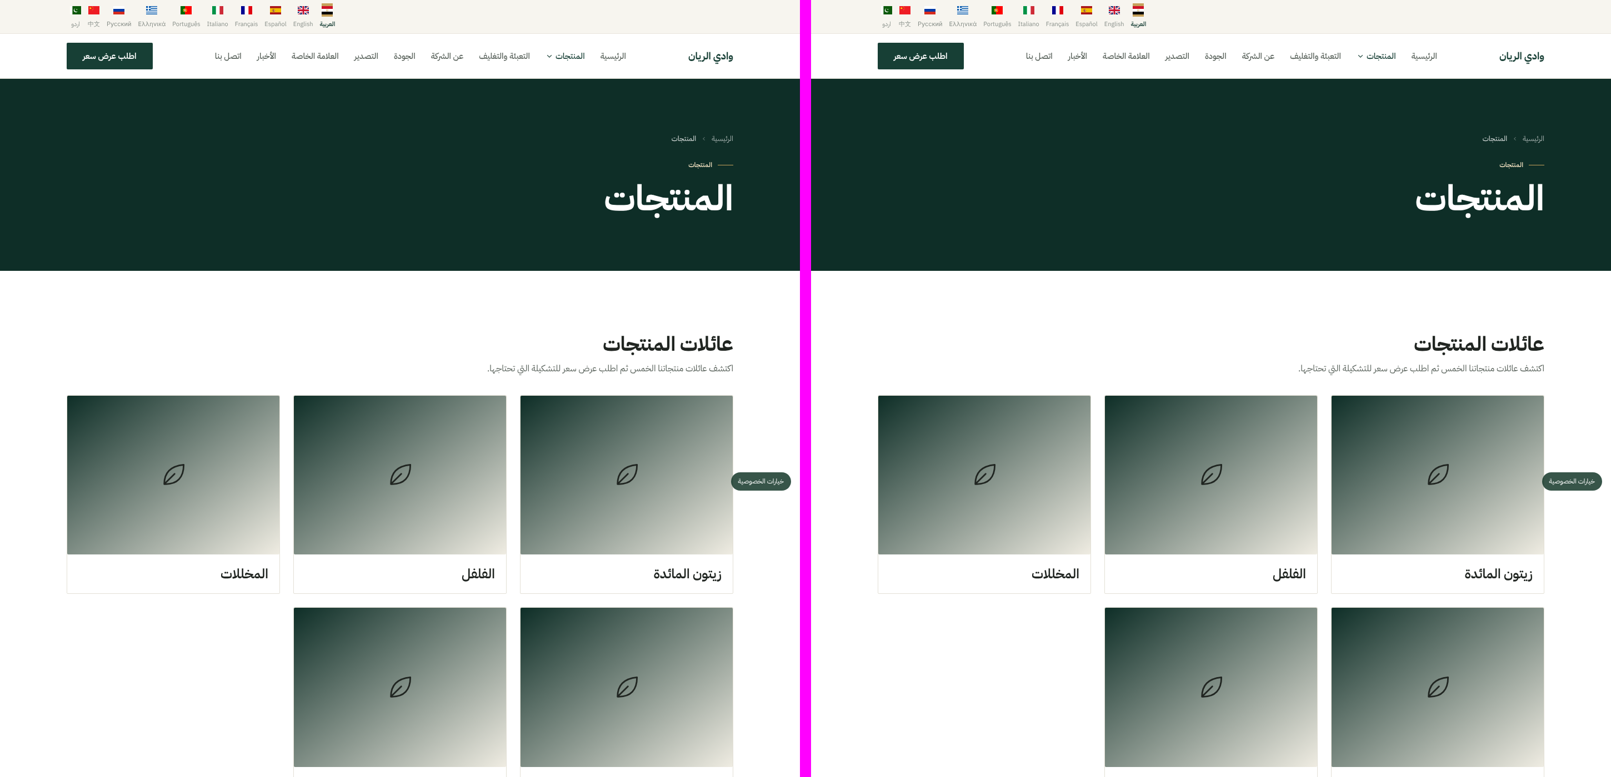 العربية English Español Français Italiano Português Ελληνικά Русский 中文 اردو
وادي الريان الرئيسية المنتجات التعبئة والتغليف عن الشركة الجودة التصدير العلامة الخاصة الأخبار اتصل بنا اطلب عرض سعر
الرئيسية › المنتجات
المنتجات
المنتجات
عائلات المنتجات
اكتشف عائلات منتجاتنا الخمس ثم اطلب عرض سعر للتشكيلة التي تحتاجها.
خيارات الخصوصية
زيتون المائدة الفلفل المخللات
العربية English Español Français Italiano Português Ελληνικά Русский 中文 اردو
وادي الريان الرئيسية المنتجات التعبئة والتغليف عن الشركة الجودة التصدير العلامة الخاصة الأخبار اتصل بنا اطلب عرض سعر
الرئيسية › المنتجات
المنتجات
المنتجات
عائلات المنتجات
اكتشف عائلات منتجاتنا الخمس ثم اطلب عرض سعر للتشكيلة التي تحتاجها.
خيارات الخصوصية
زيتون المائدة الفلفل المخللات